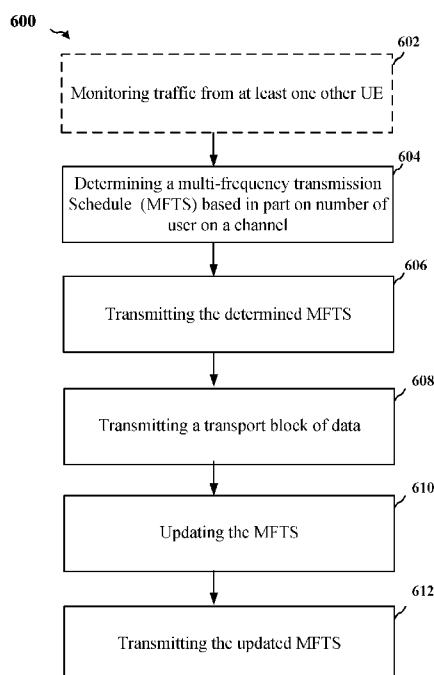 600
602
Monitoring traffic from at least one other UE
604
Determining a multi-frequency transmission
Schedule (MFTS) based in part on number of
user on a channel
606
Transmitting the determined MFTS
608
Transmitting a transport block of data
610
Updating the MFTS
612
Transmitting the updated MFTS